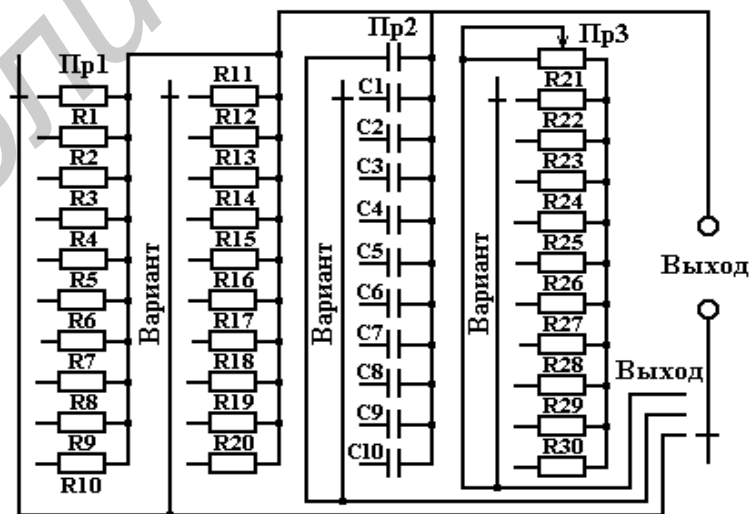 Пр1
R1
R2
R3
R4
R5
R6
R7
R8
R9
R10
Вариант
R11
R12
R13
R14
R15
R16
R17
R18
R19
R20
Вариант
Пр2
C1
C2
C3
C4
C5
C6
C7
C8
C9
C10
Вариант
Пр3
R21
R22
R23
R24
R25
R26
R27
R28
R29
R30
Выход
Выход